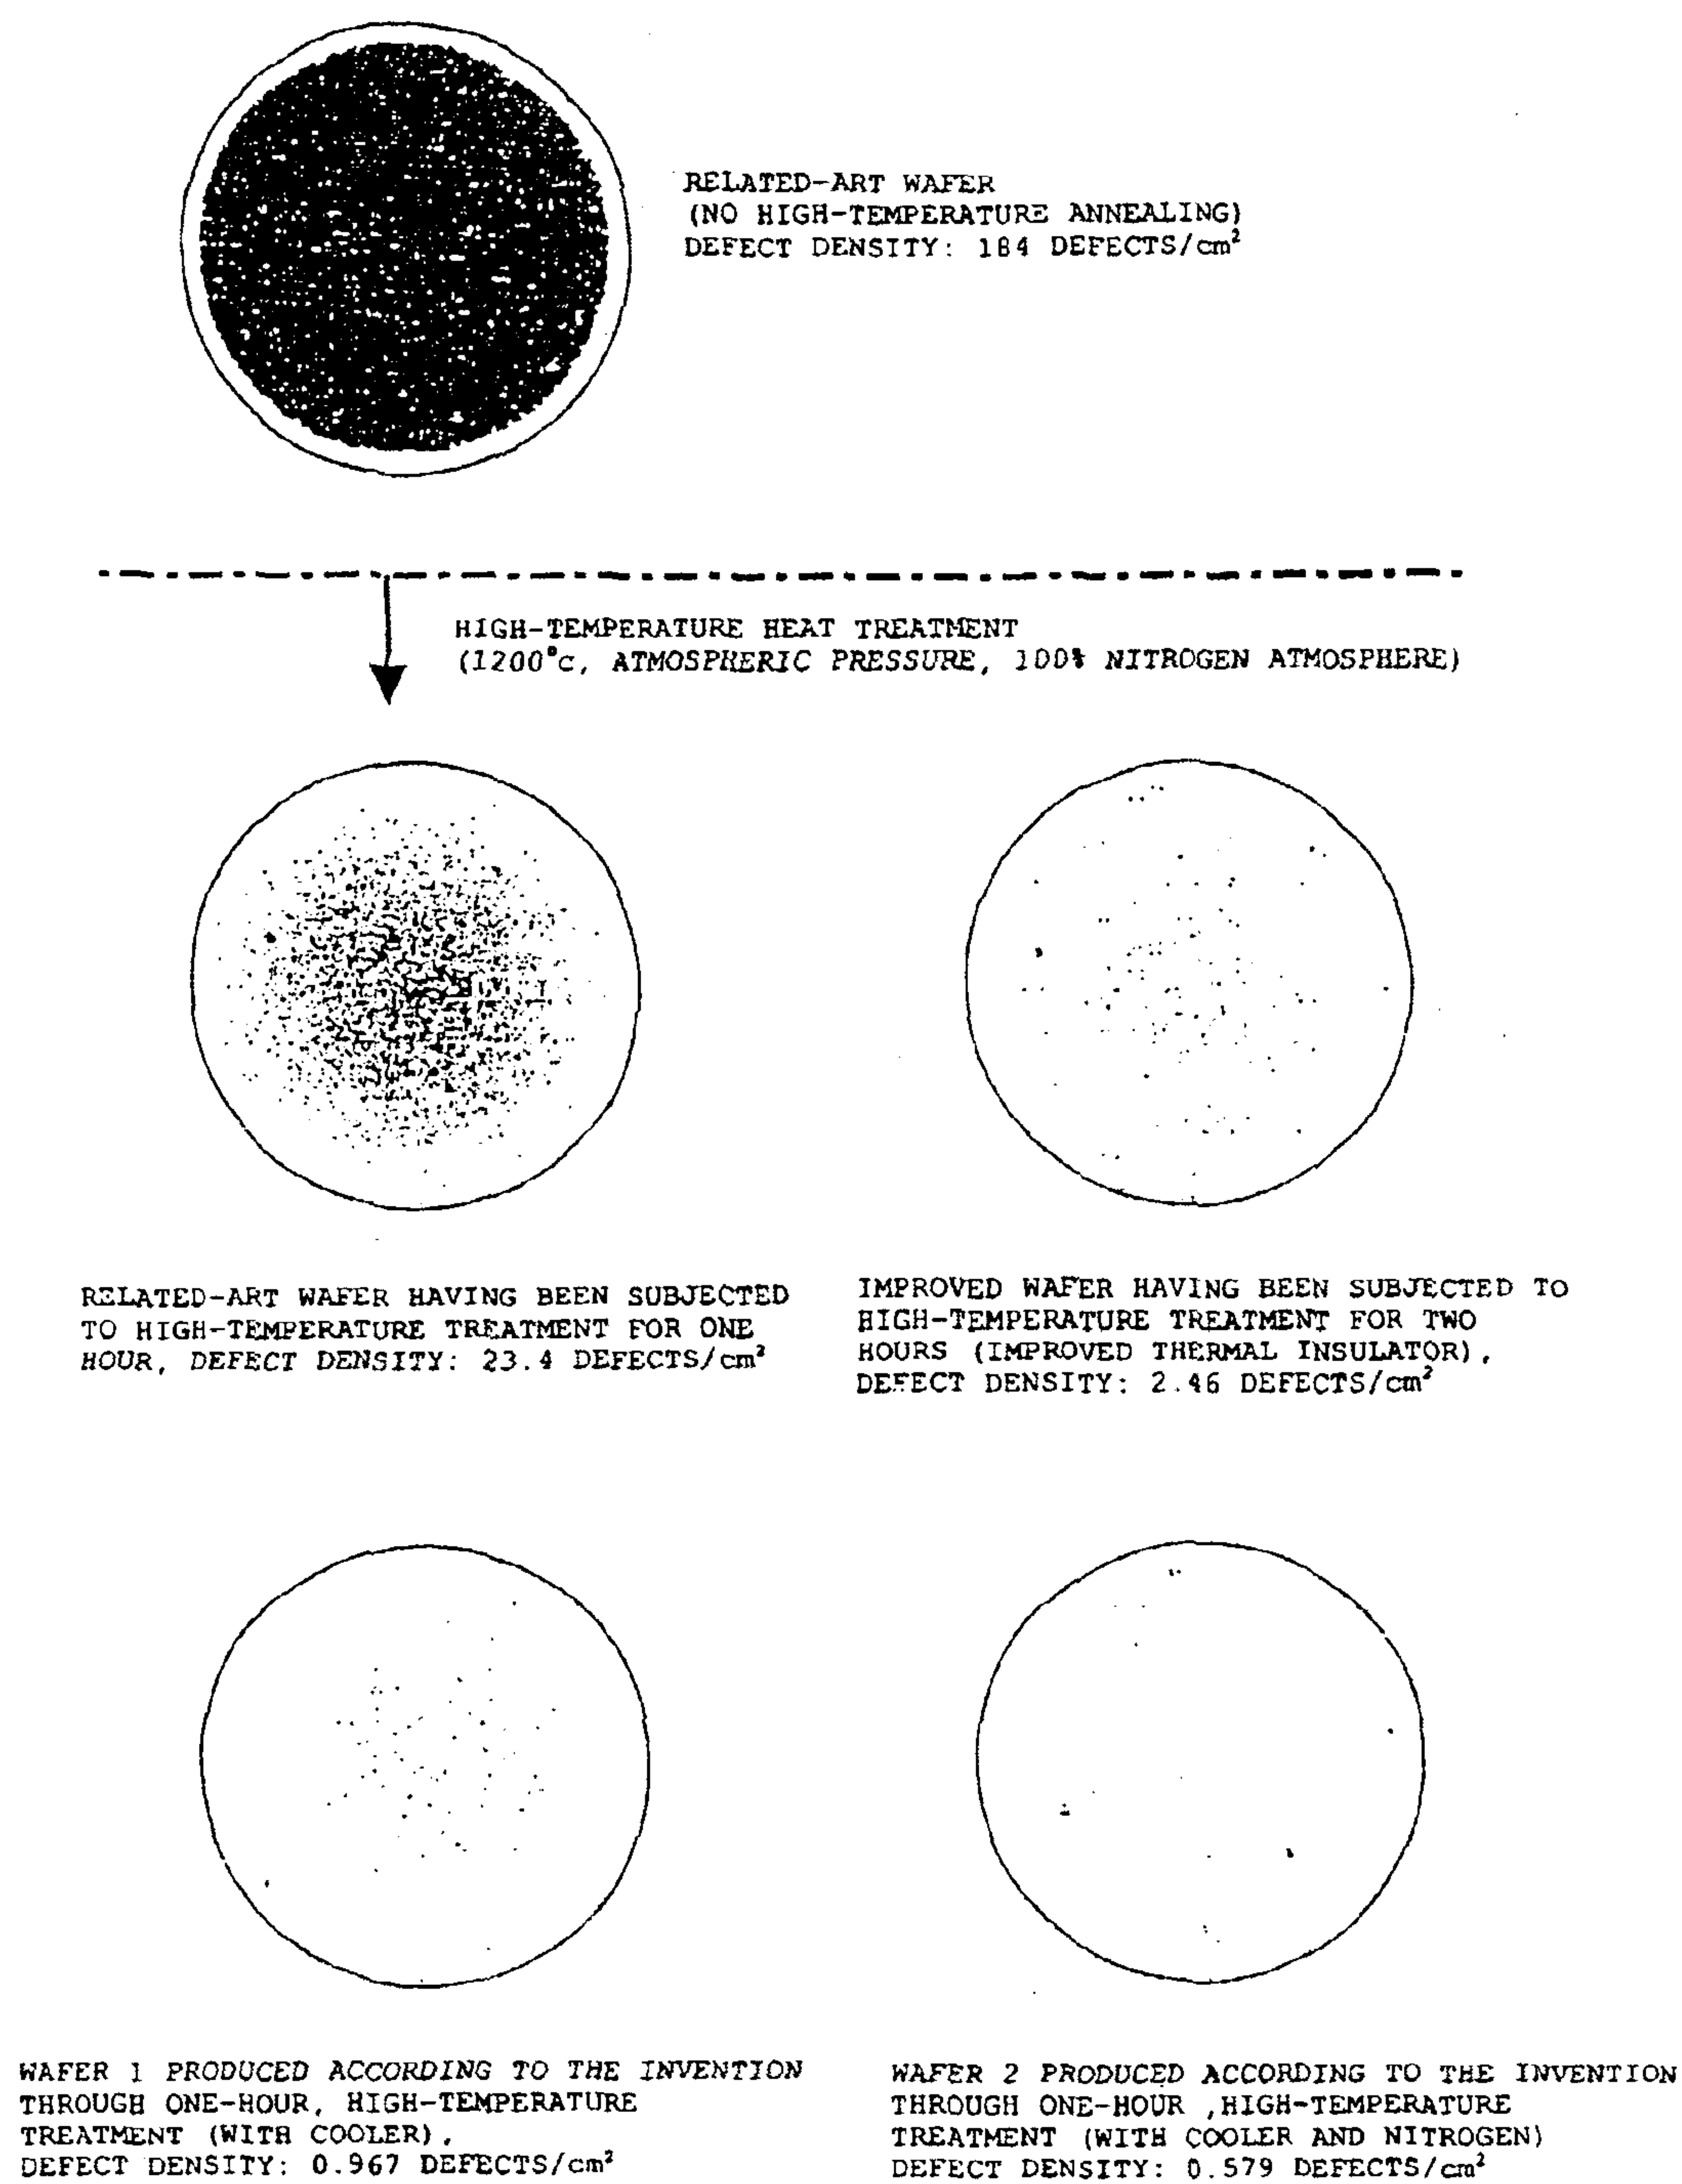 RELATED-ART WAFER
(NO HIGH-TEMPERATURE ANNEALING)
DEFECT DENSITY: 184 DEFECTS/cm²
HIGH-TEMPERATURE HEAT TREATMENT
(1200°c, ATMOSPHERIC PRESSURE, 100% NITROGEN ATMOSPHERE)
RELATED-ART WAFER HAVING BEEN SUBJECTED
TO HIGH-TEMPERATURE TREATMENT FOR ONE
HOUR, DEFECT DENSITY: 23.4 DEFECTS/cm²
IMPROVED WAFER HAVING BEEN SUBJECTED TO
HIGH-TEMPERATURE TREATMENT FOR TWO
HOURS (IMPROVED THERMAL INSULATOR),
DEFECT DENSITY: 2.46 DEFECTS/cm²
WAFER 1 PRODUCED ACCORDING TO THE INVENTION
THROUGH ONE-HOUR, HIGH-TEMPERATURE
TREATMENT (WITH COOLER),
DEFECT DENSITY: 0.967 DEFECTS/cm²
WAFER 2 PRODUCED ACCORDING TO THE INVENTION
THROUGH ONE-HOUR ,HIGH-TEMPERATURE
TREATMENT (WITH COOLER AND NITROGEN)
DEFECT DENSITY: 0.579 DEFECTS/cm²